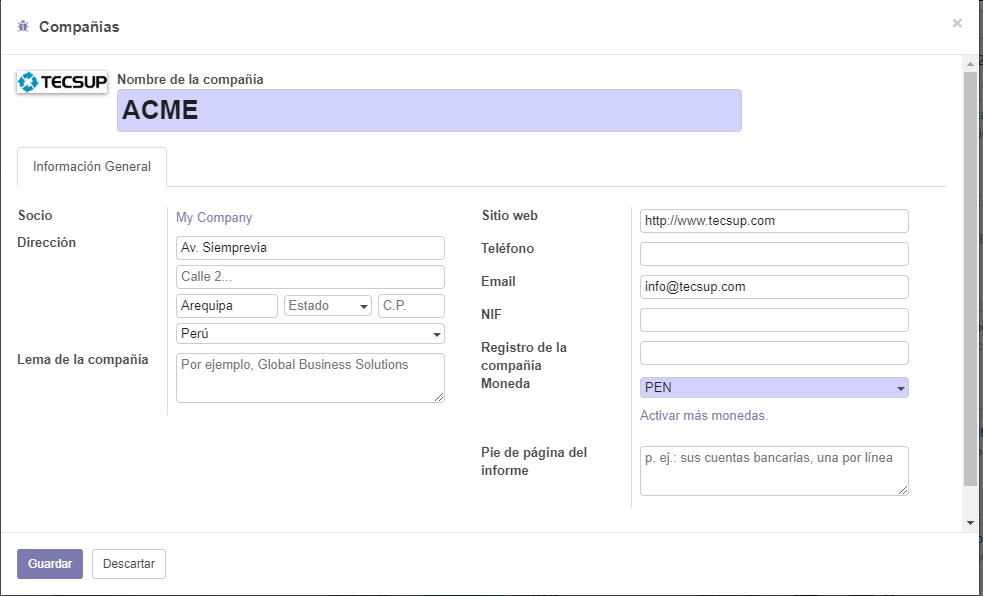 Compañias
×
TECSUP
Nombre de la compañía
ACME
Información General
Socio
My Company
Dirección
Av. Siemprevia
Calle 2...
Arequipa
Estado
C.P.
Perú
Lema de la compañía
Por ejemplo, Global Business Solutions
Sitio web
http://www.tecsup.com
Teléfono
Email
info@tecsup.com
NIF
Registro de la
compañía
Moneda
PEN
Activar más monedas.
Pie de página del
informe
p. ej.: sus cuentas bancarias, una por línea
Guardar
Descartar